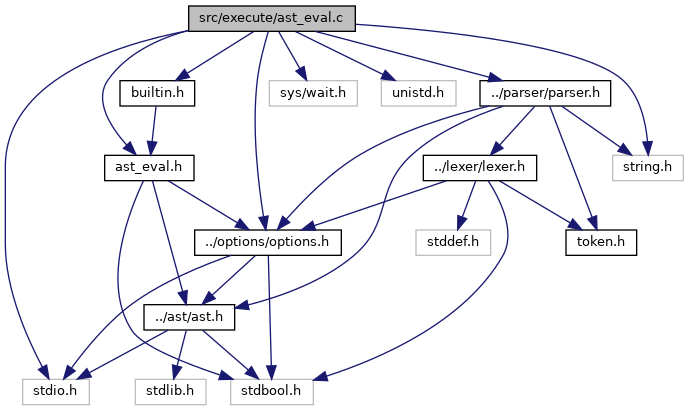 src/execute/ast_eval.c
builtin.h
sys/wait.h
unistd.h
../parser/parser.h
ast_eval.h
../lexer/lexer.h
string.h
../options/options.h
stddef.h
token.h
../ast/ast.h
stdio.h
stdlib.h
stdbool.h